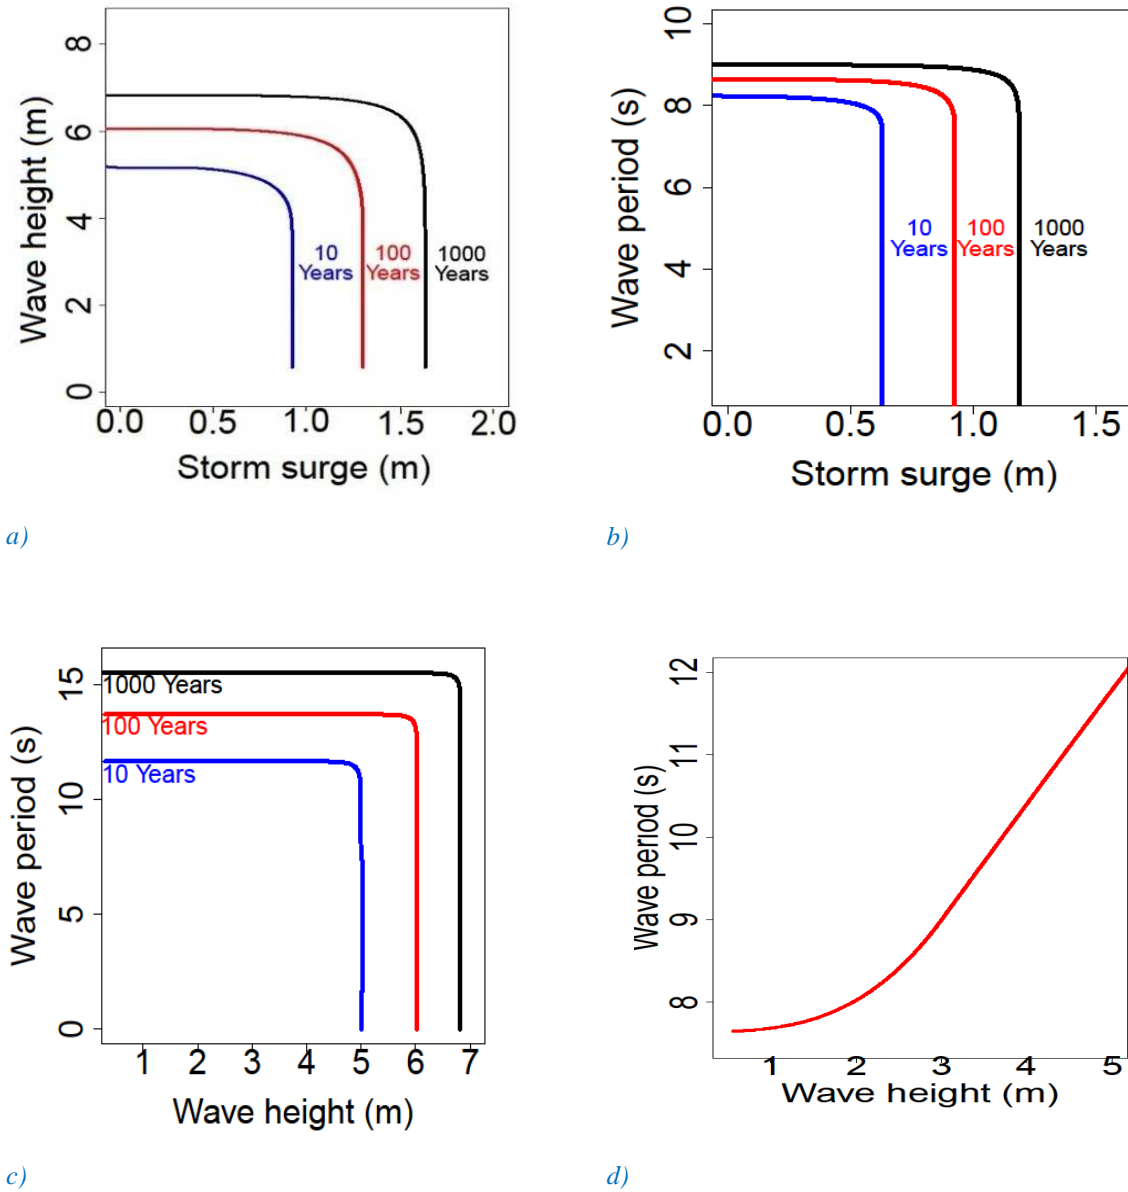 Wave height (m)
8
6
4
2
0
10
Years
100
Years
1000
Years
0.0 0.5 1.0 1.5 2.0
Storm surge (m)
a)
Wave period (s)
10
8
6
4
2
10
Years
100
Years
1000
Years
0.0 0.5 1.0 1.5
Storm surge (m)
b)
Wave period (s)
15
10
5
0
1000 Years
100 Years
10 Years
1 2 3 4 5 6 7
Wave height (m)
c)
Wave period (s)
12
11
10
9
8
1 2 3 4 5
Wave height (m)
d)